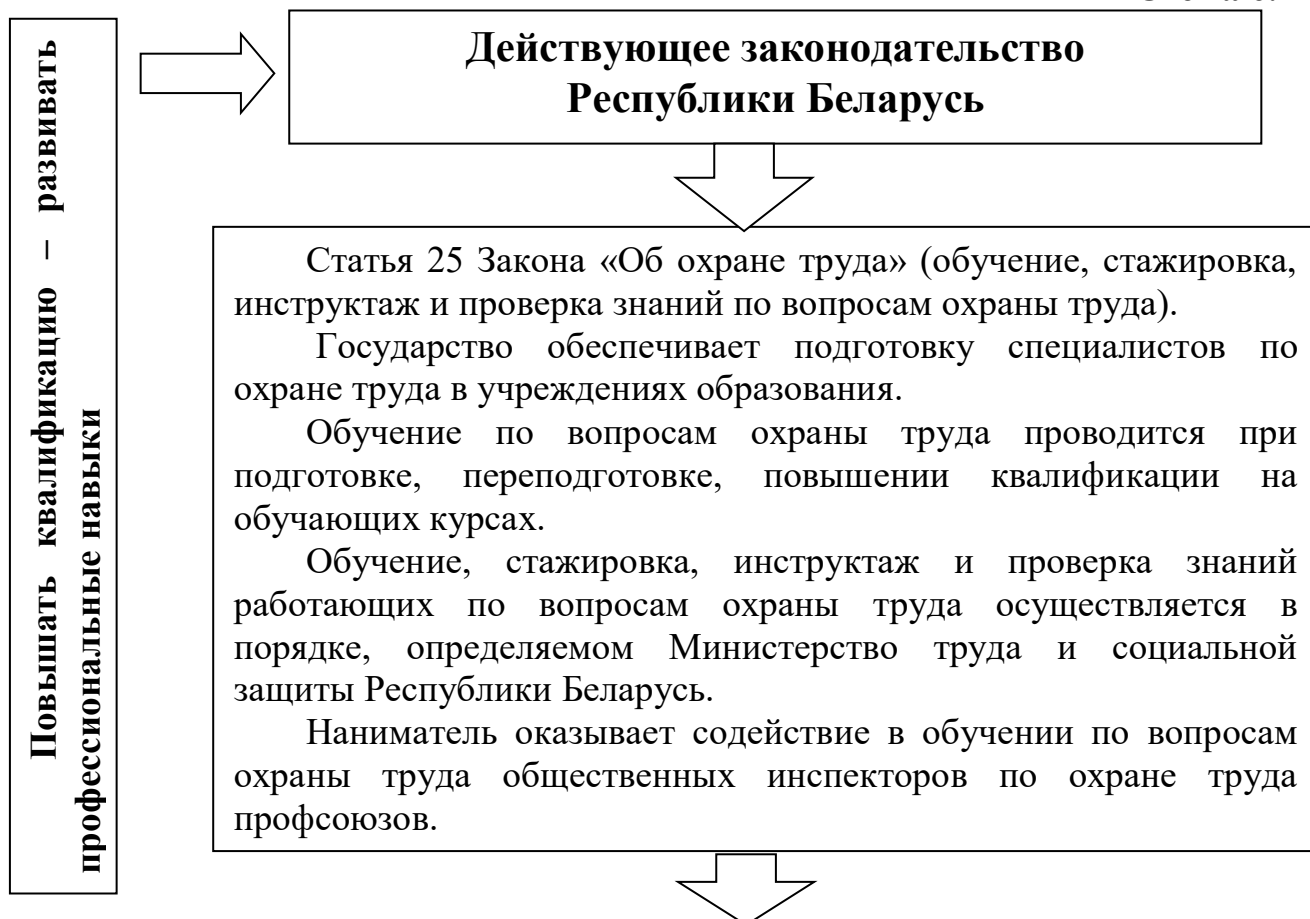 Повышать квалификацию – развивать
профессиональные навыки
Действующее законодательство
Республики Беларусь
Статья 25 Закона «Об охране труда» (обучение, стажировка,
инструктаж и проверка знаний по вопросам охраны труда).
Государство обеспечивает подготовку специалистов по
охране труда в учреждениях образования.
Обучение по вопросам охраны труда проводится при
подготовке, переподготовке, повышении квалификации на
обучающих курсах.
Обучение, стажировка, инструктаж и проверка знаний
работающих по вопросам охраны труда осуществляется в
порядке, определяемом Министерство труда и социальной
защиты Республики Беларусь.
Наниматель оказывает содействие в обучении по вопросам
охраны труда общественных инспекторов по охране труда
профсоюзов.